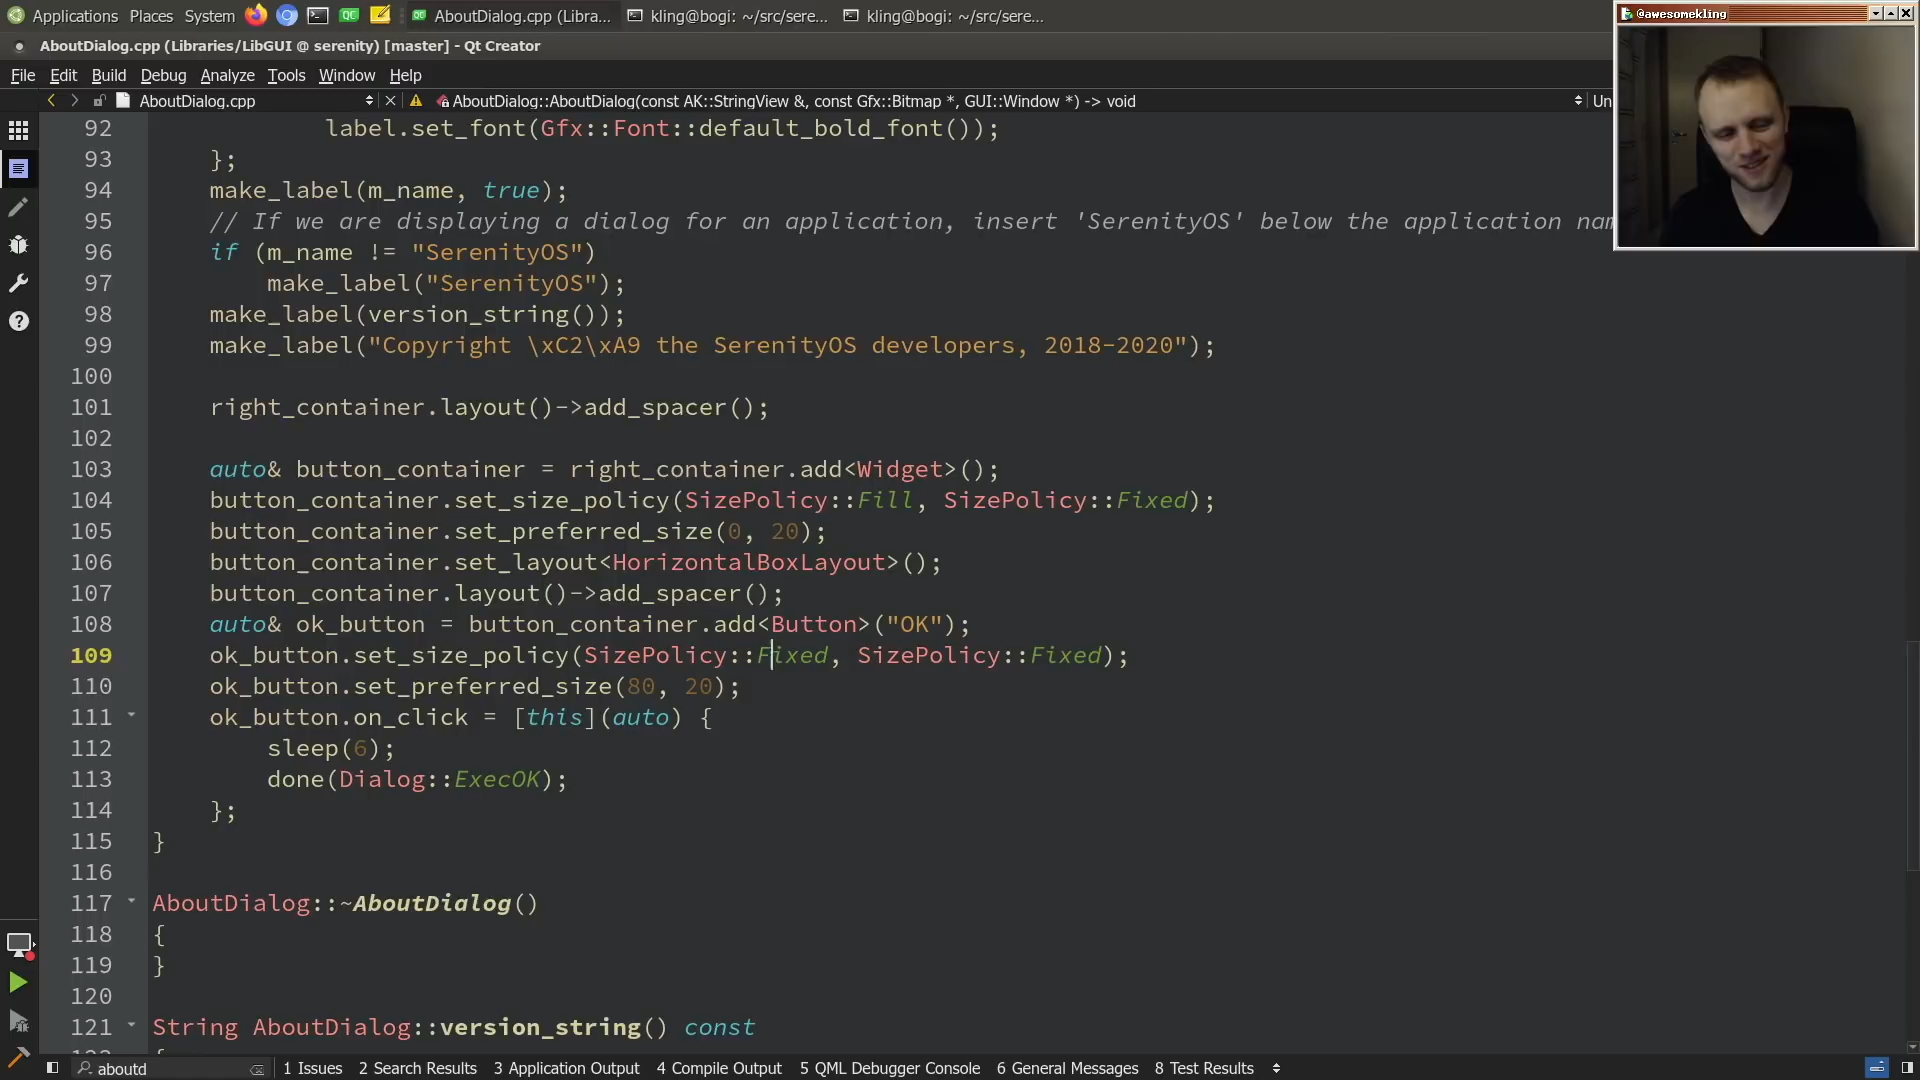 Applications Places System AboutDialog.cpp (Libra... kling@bogi: ~/src/sere... kling@bogi: ~/src/sere...
@awesomekling
AboutDialog.cpp (Libraries/LibGUI @ serenity) [master] - Qt Creator
File Edit Build Debug Analyze Tools Window Help
AboutDialog.cpp AboutDialog::AboutDialog(const AK::StringView &, const Gfx::Bitmap *, GUI::Window *) -> void Un
92 label.set_font(Gfx::Font::default_bold_font());
93 };
94 make_label(m_name, true);
95 // If we are displaying a dialog for an application, insert 'SerenityOS' below the application nam
96 if (m_name != "SerenityOS")
97 make_label("SerenityOS");
98 make_label(version_string());
99 make_label("Copyright \xC2\xA9 the SerenityOS developers, 2018-2020");
100
101 right_container.layout()->add_spacer();
102
103 auto& button_container = right_container.add<Widget>();
104 button_container.set_size_policy(SizePolicy::Fill, SizePolicy::Fixed);
105 button_container.set_preferred_size(0, 20);
106 button_container.set_layout<HorizontalBoxLayout>();
107 button_container.layout()->add_spacer();
108 auto& ok_button = button_container.add<Button>("OK");
109 ok_button.set_size_policy(SizePolicy::Fixed, SizePolicy::Fixed);
110 ok_button.set_preferred_size(80, 20);
111 ok_button.on_click = [this](auto) {
112 sleep(6);
113 done(Dialog::ExecOK);
114 };
115 }
116
117 AboutDialog::~AboutDialog()
118 {
119 }
120
121 String AboutDialog::version_string() const
aboutd 1 Issues 2 Search Results 3 Application Output 4 Compile Output 5 QML Debugger Console 6 General Messages 8 Test Results